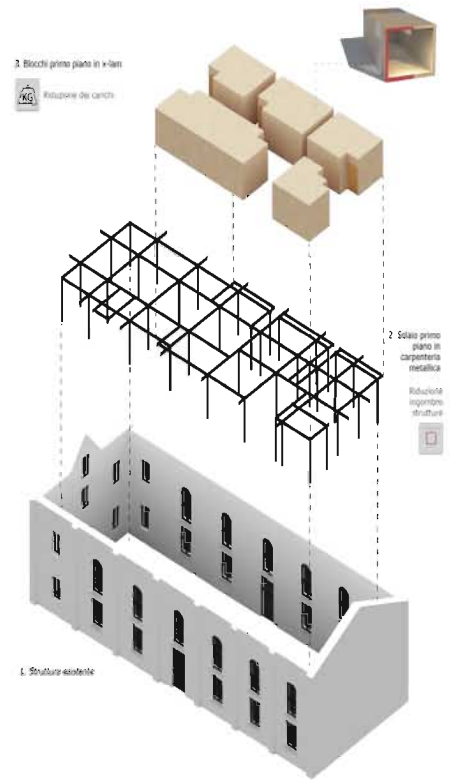 3. Blocchi primo piano in x-lam
KG
Riduzione dei carichi
2. Solaio primo
piano in
carpenteria
metallica
Riduzione
ingombro
strutture
1. Struttura esistente